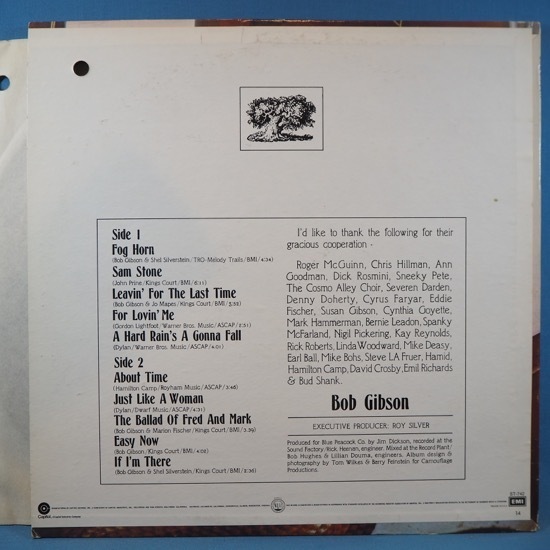 Side 1
Fog Horn
(Bob Gibson & Shel Silverstein/TRO-Melody Trails/BMI/4:34)
Sam Stone
(John Prine/Kings Court/BMI/6:11)
Leavin' For The Last Time
(Bob Gibson & Jo Mapes/Kings Court/BMI/3:52)
For Lovin' Me
(Gordon Lightfoot/Warner Bros. Music/ASCAP/2:31)
A Hard Rain's A Gonna Fall
(Dylan/Warner Bros. Music/ASCAP/4:01)
Side 2
About Time
(Hamilton Camp/Royham Music/ASCAP/3:46)
Just Like A Woman
(Dylan/Dwarf Music/ASCAP/4:31)
The Ballad Of Fred And Mark
(Bob Gibson & Marion Fischer/Kings Court/BMI/3:39)
Easy Now
(Bob Gibson/Kings Court/BMI/4:02)
If I'm There
(Bob Gibson & Shel Silverstein/Kings Court/BMI/3:36)
I'd like to thank the following for their
gracious cooperation -
Roger McGuinn, Chris Hillman, Ann
Goodman, Dick Rosmini, Sneeky Pete,
The Cosmo Alley Choir, Severen Darden,
Denny Doherty, Cyrus Faryar, Eddie
Fischer, Susan Gibson, Cynthia Goyette,
Mark Hammerman, Bernie Leadon, Spanky
McFarland, Nigil Pickering, Kay Reynolds,
Rick Roberts, Linda Woodward, Mike Deasy,
Earl Ball, Mike Bohs, Steve LA Fruer, Hamid,
Hamilton Camp, David Crosby, Emil Richards
& Bud Shank.
Bob Gibson
EXECUTIVE PRODUCER: ROY SILVER
Produced for Blue Peacock Co. by Jim Dickson, recorded at the
Sound Factory/Rick Heenan, engineer. Mixed at the Record Plant/
Bob Hughes & Lillian Douma, engineers. Album design &
photography by Tom Wilkes & Barry Feinstein for Camouflage
Productions.
Capitol
ST-742
EMI
14